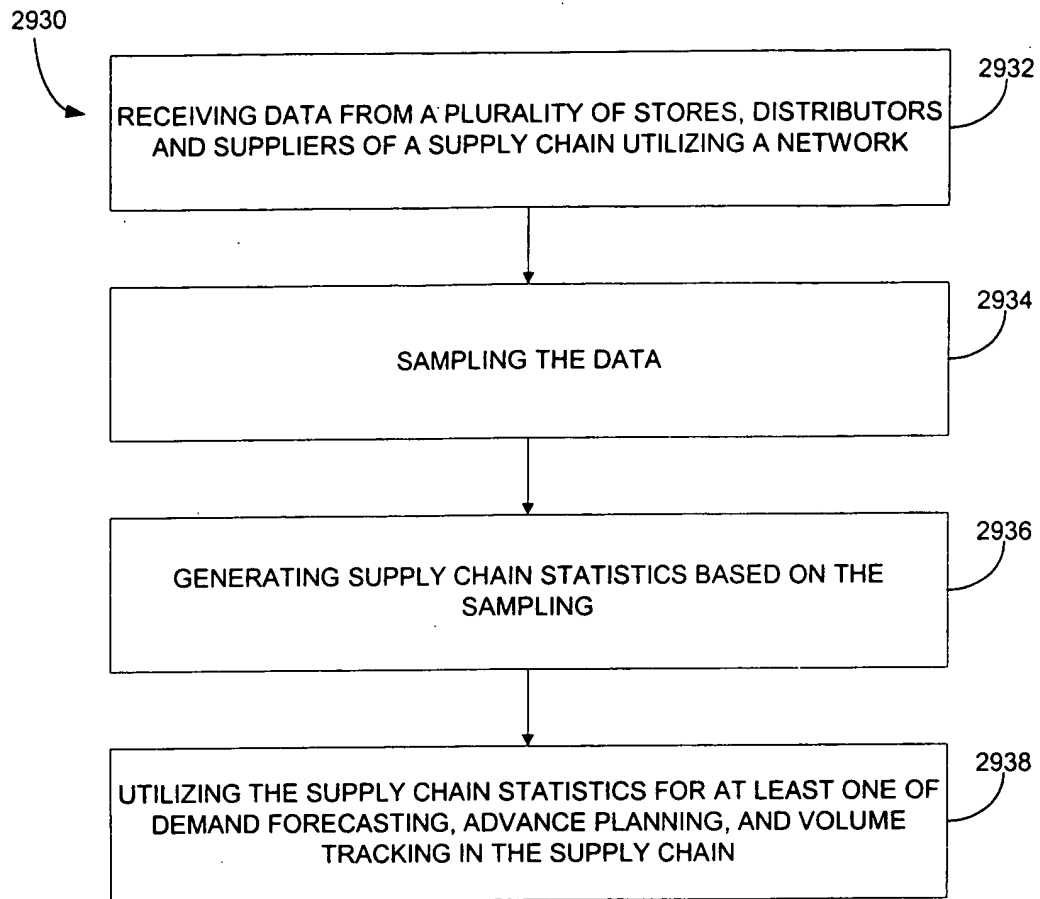 2930
2932
RECEIVING DATA FROM A PLURALITY OF STORES, DISTRIBUTORS
AND SUPPLIERS OF A SUPPLY CHAIN UTILIZING A NETWORK
2934
SAMPLING THE DATA
2936
GENERATING SUPPLY CHAIN STATISTICS BASED ON THE
SAMPLING
2938
UTILIZING THE SUPPLY CHAIN STATISTICS FOR AT LEAST ONE OF
DEMAND FORECASTING, ADVANCE PLANNING, AND VOLUME
TRACKING IN THE SUPPLY CHAIN